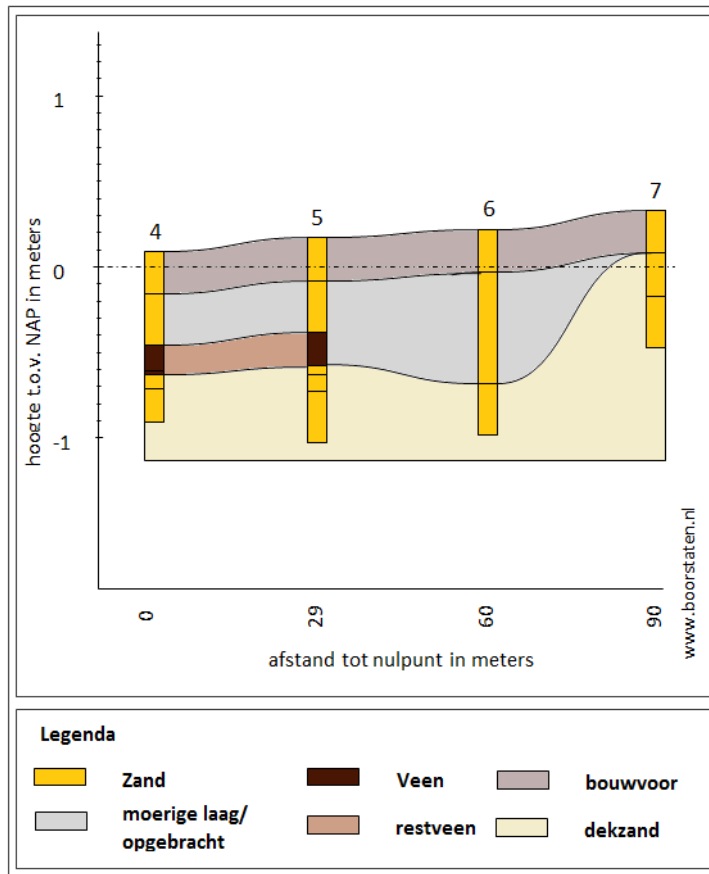 1
0
-1
hoogte t.o.v. NAP in meters
4
5
6
7
0
29
60
90
afstand tot nulpunt in meters
www.boorstaten.nl
Legenda
Zand
Veen
bouwvoor
moerige laag/
opgebracht
restveen
dekzand